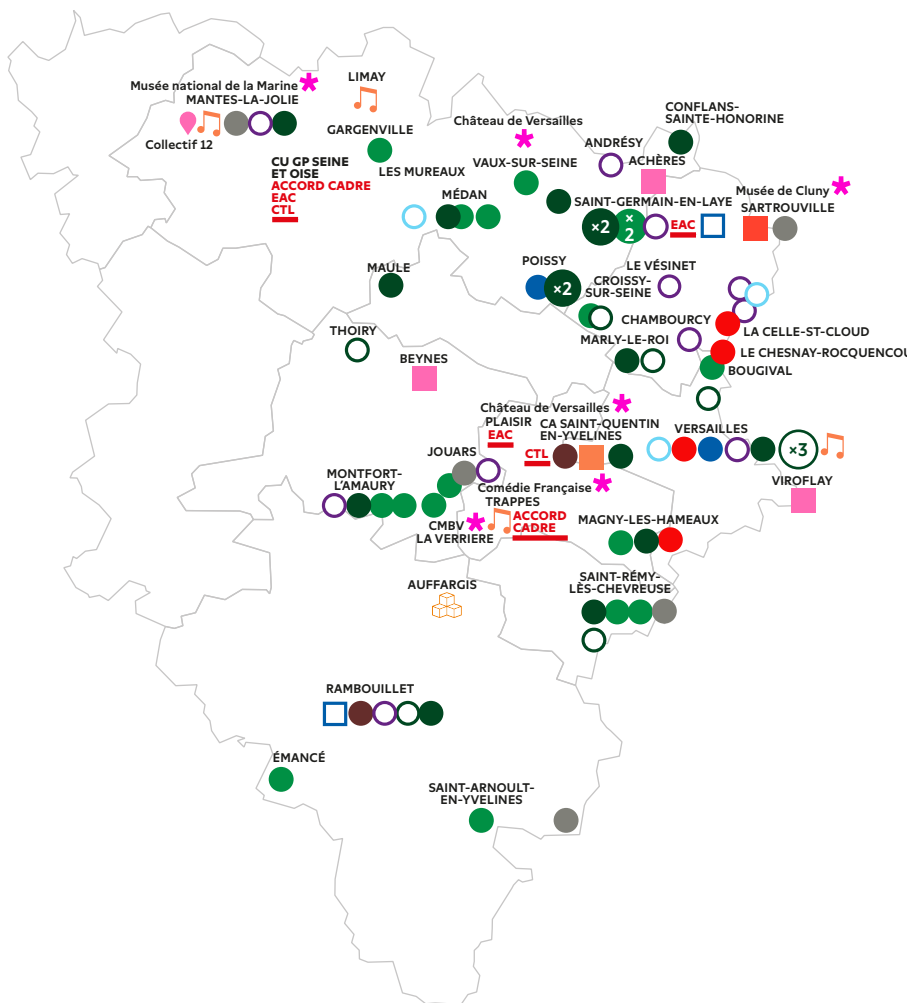 Musée national de la Marine
MANTES-LA-JOLIE
Collectif 12
LIMAY
GARGENVILLE
CU GP SEINE
ET OISE
ACCORD CADRE
EAC
CTL
LES MUREAUX
MÉDAN
Château de Versailles
VAUX-SUR-SEINE
ANDRÉSY
CONFLANS-
SAINTE-HONORINE
ACHÈRES
Musée de Cluny
SARTROUVILLE
SAINT-GERMAIN-EN-LAYE
×2
×
2
EAC
MAULE
POISSY
×2
CROISSY-
SUR-SEINE
LE VÉSINET
CHAMBOURCY
LA CELLE-ST-CLOUD
LE CHESNAY-ROCQUENCOU
BOUGIVAL
MARLY-LE-ROI
THOIRY
BEYNES
Château de Versailles
PLAISIR
EAC
CA SAINT-QUENTIN
EN-YVELINES
CTL
VERSAILLES
×3
VIROFLAY
JOUARS
MONTFORT-
L'AMAURY
Comédie Française
TRAPPES
ACCORD
CADRE
CMBV
LA VERRIERE
MAGNY-LES-HAMEAUX
AUFFARGIS
SAINT-RÉMY-
LÈS-CHEVREUSE
RAMBOUILLET
ÉMANCÉ
SAINT-ARNOULT-
EN-YVELINES